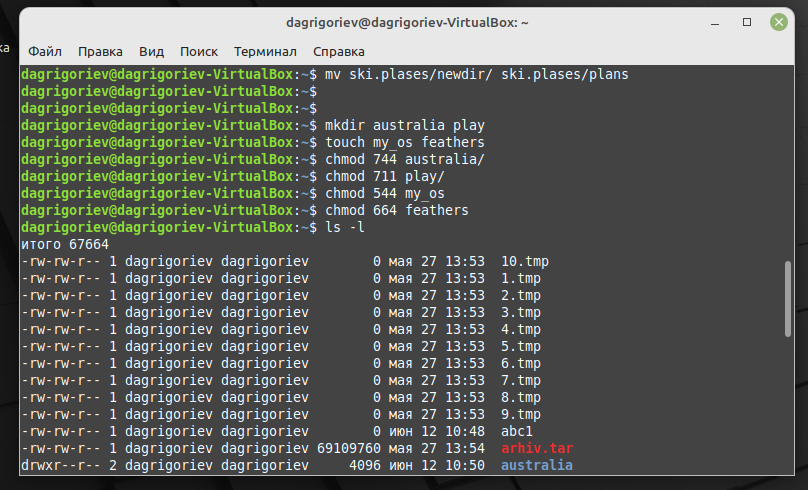 dagrigoriev@dagrigoriev-VirtualBox: ~
ка
Файл Правка Вид Поиск Терминал Справка
dagrigoriev@dagrigoriev-VirtualBox:~$ mv ski.plases/newdir/ ski.plases/plans
dagrigoriev@dagrigoriev-VirtualBox:~$
dagrigoriev@dagrigoriev-VirtualBox:~$
dagrigoriev@dagrigoriev-VirtualBox:~$ mkdir australia play
dagrigoriev@dagrigoriev-VirtualBox:~$ touch my_os feathers
dagrigoriev@dagrigoriev-VirtualBox:~$ chmod 744 australia/
dagrigoriev@dagrigoriev-VirtualBox:~$ chmod 711 play/
dagrigoriev@dagrigoriev-VirtualBox:~$ chmod 544 my_os
dagrigoriev@dagrigoriev-VirtualBox:~$ chmod 664 feathers
dagrigoriev@dagrigoriev-VirtualBox:~$ ls -l
итого 67664
-rw-rw-r-- 1 dagrigoriev dagrigoriev        0 мая 27 13:53  10.tmp
-rw-rw-r-- 1 dagrigoriev dagrigoriev        0 мая 27 13:53  1.tmp
-rw-rw-r-- 1 dagrigoriev dagrigoriev        0 мая 27 13:53  2.tmp
-rw-rw-r-- 1 dagrigoriev dagrigoriev        0 мая 27 13:53  3.tmp
-rw-rw-r-- 1 dagrigoriev dagrigoriev        0 мая 27 13:53  4.tmp
-rw-rw-r-- 1 dagrigoriev dagrigoriev        0 мая 27 13:53  5.tmp
-rw-rw-r-- 1 dagrigoriev dagrigoriev        0 мая 27 13:53  6.tmp
-rw-rw-r-- 1 dagrigoriev dagrigoriev        0 мая 27 13:53  7.tmp
-rw-rw-r-- 1 dagrigoriev dagrigoriev        0 мая 27 13:53  8.tmp
-rw-rw-r-- 1 dagrigoriev dagrigoriev        0 мая 27 13:53  9.tmp
-rw-rw-r-- 1 dagrigoriev dagrigoriev        0 июн 12 10:48  abc1
-rw-rw-r-- 1 dagrigoriev dagrigoriev 69109760 мая 27 13:54  arhiv.tar
drwxr--r-- 2 dagrigoriev dagrigoriev     4096 июн 12 10:50  australia